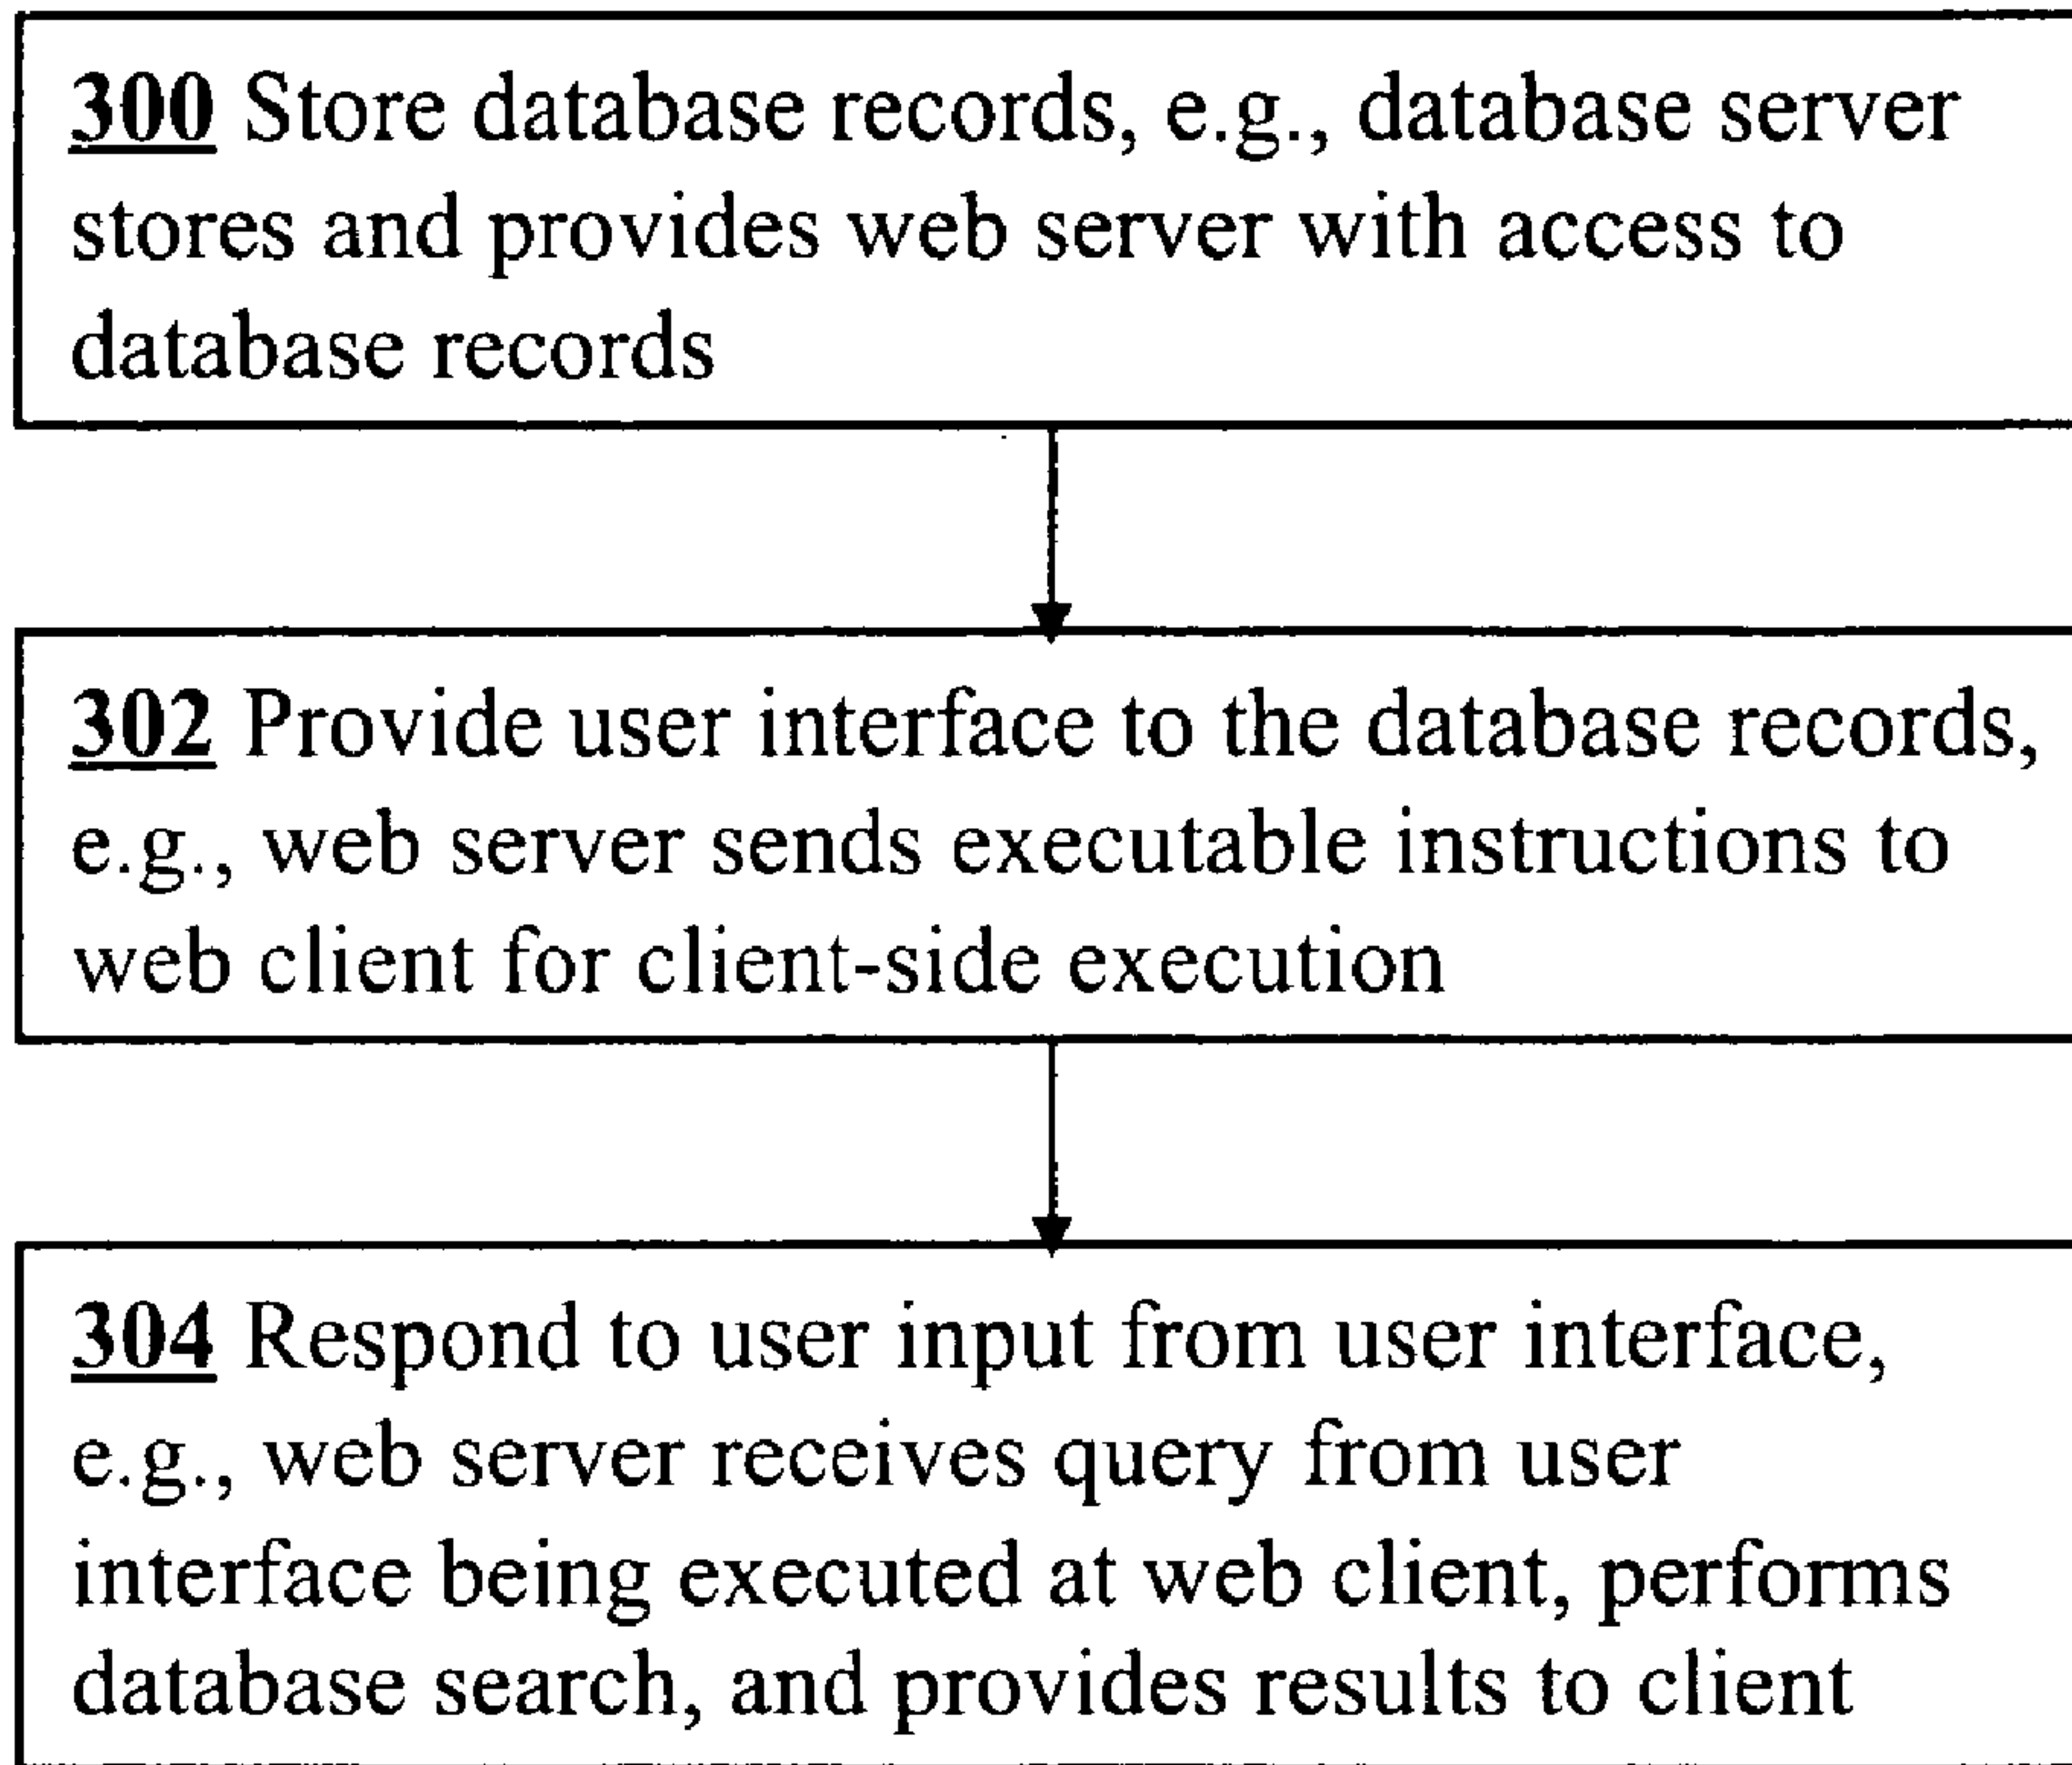 300 Store database records, e.g., database server
stores and provides web server with access to
database records
302 Provide user interface to the database records,
e.g., web server sends executable instructions to
web client for client-side execution
304 Respond to user input from user interface,
e.g., web server receives query from user
interface being executed at web client, performs
database search, and provides results to client